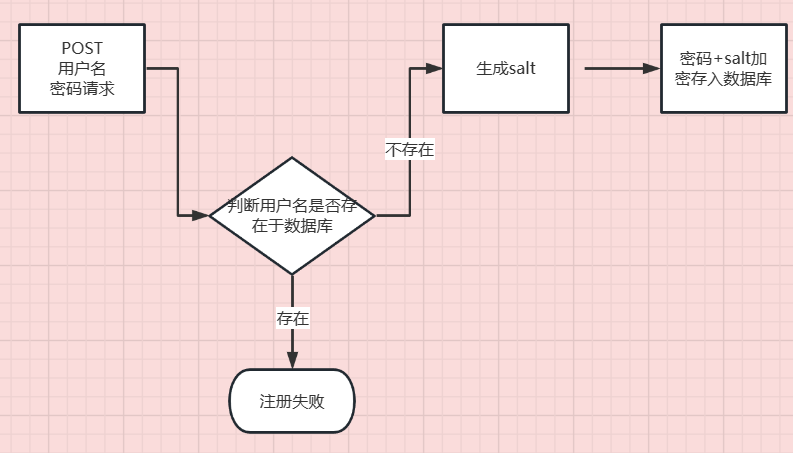 POST
用户名
密码请求
判断用户名是否存
在于数据库
不存在
生成salt
密码+salt加
密存入数据库
存在
注册失败